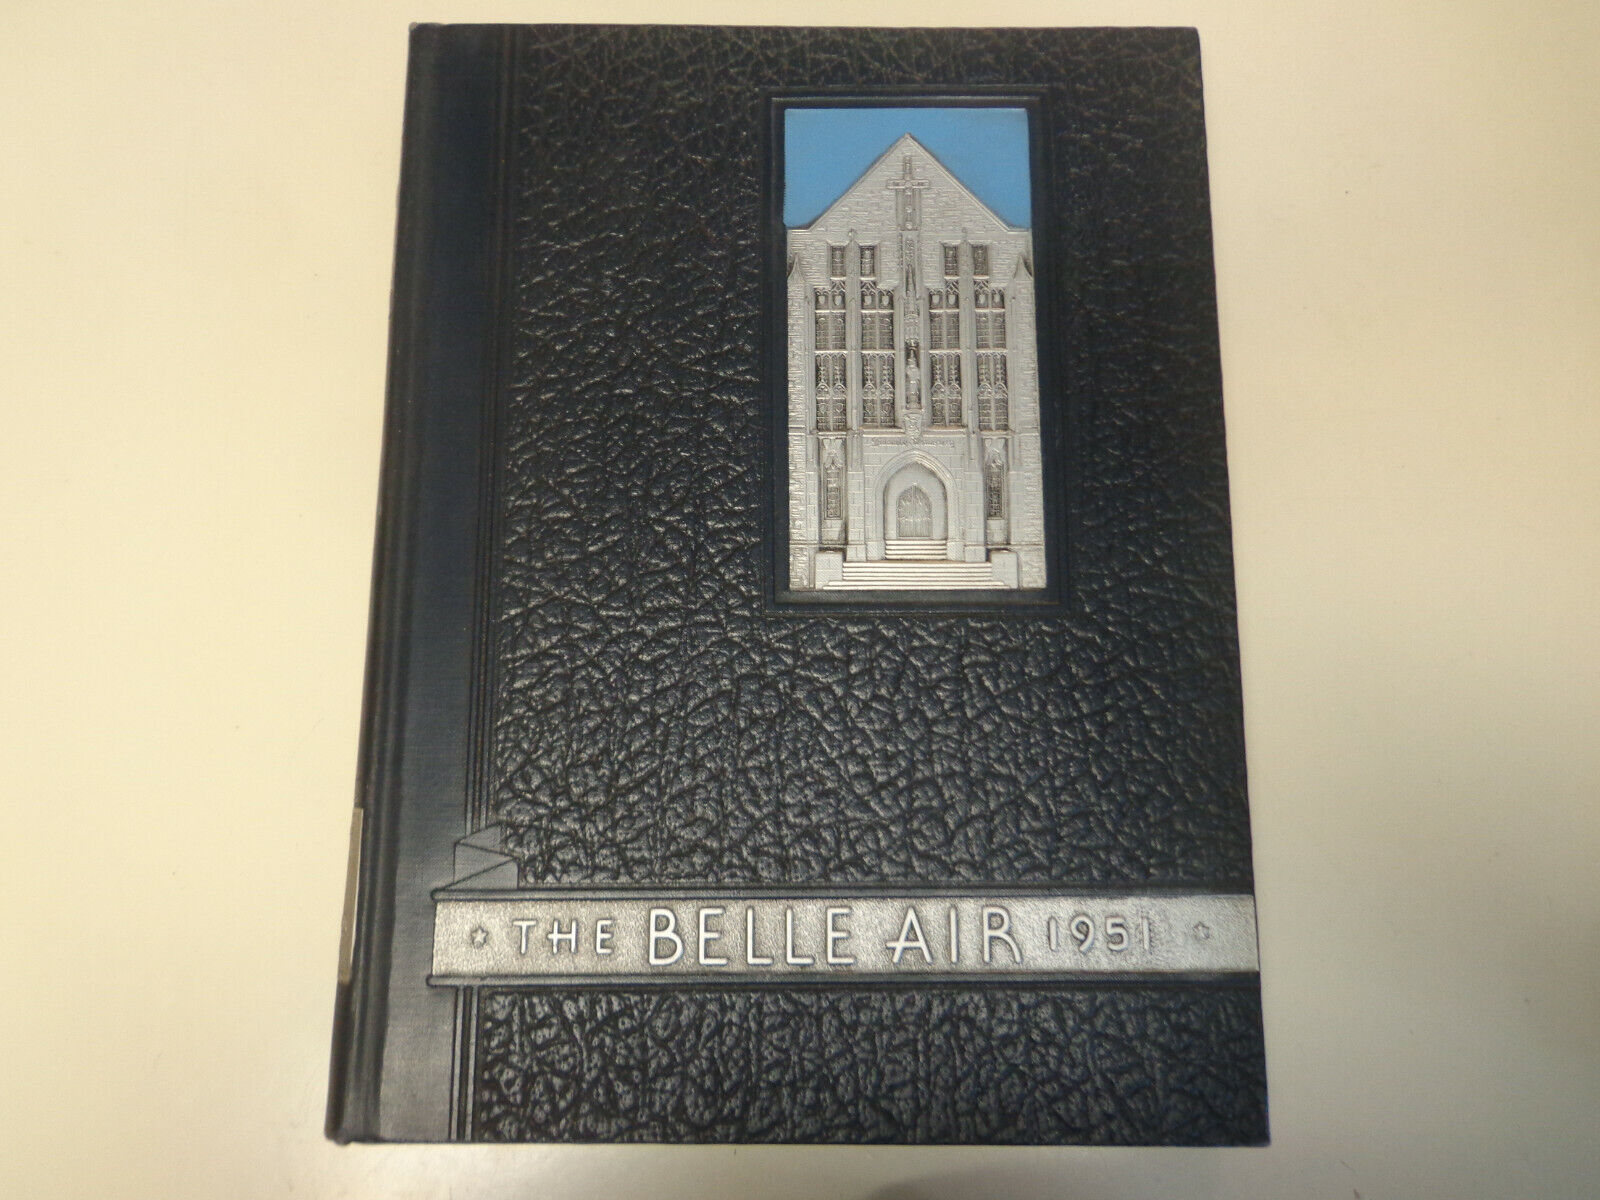 THE BELLE AIR 1951